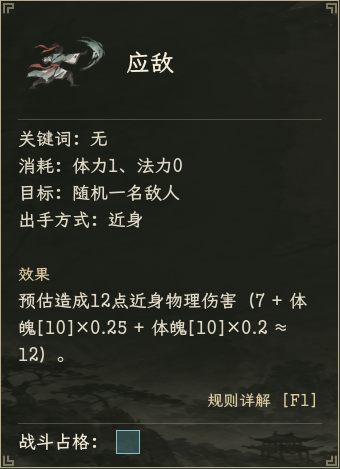 应敌
关键词：无
消耗：体力1、法力0
目标：随机一名敌人
出手方式：近身
效果
预估造成12点近身物理伤害（7 + 体
魄[10]×0.25 + 体魄[10]×0.2 ≈
12）。
规则详解 [F1]
战斗占格：